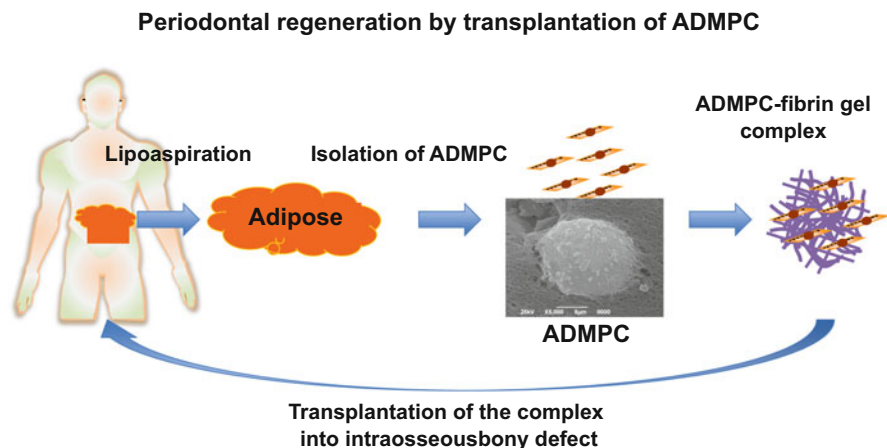 Periodontal regeneration by transplantation of ADMPC
ADMPC-fibrin gel
complex
Lipoaspiration
Isolation of ADMPC
Adipose
ADMPC
Transplantation of the complex
into intraosseousbony defect